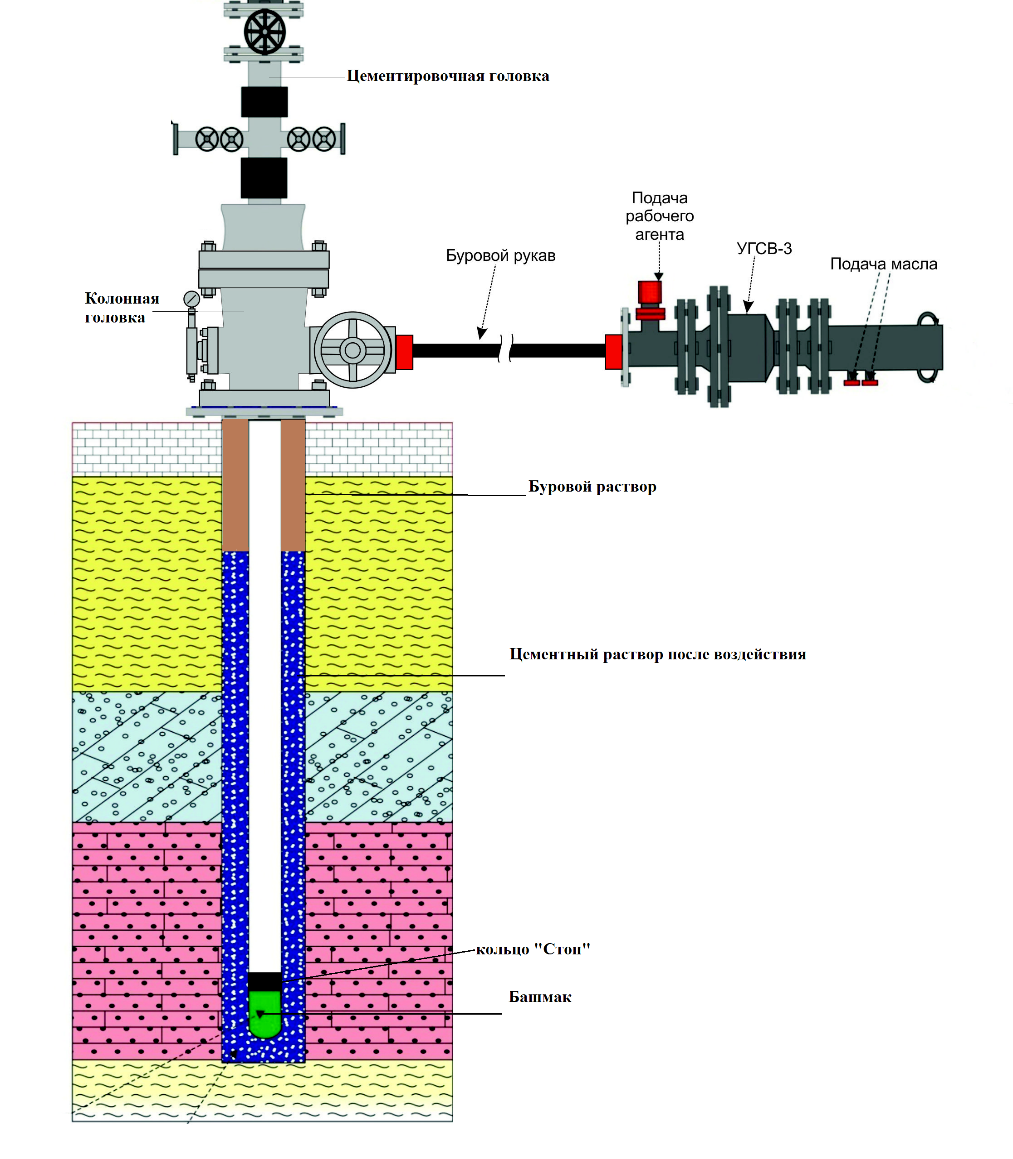 Цементировочная головка
Подача
рабочего
агента
УГСВ-3
Буровой рукав
Подача масла
Колонная
головка
Буровой раствор
Цементный раствор после воздействия
кольцо "Стоп"
Башмак